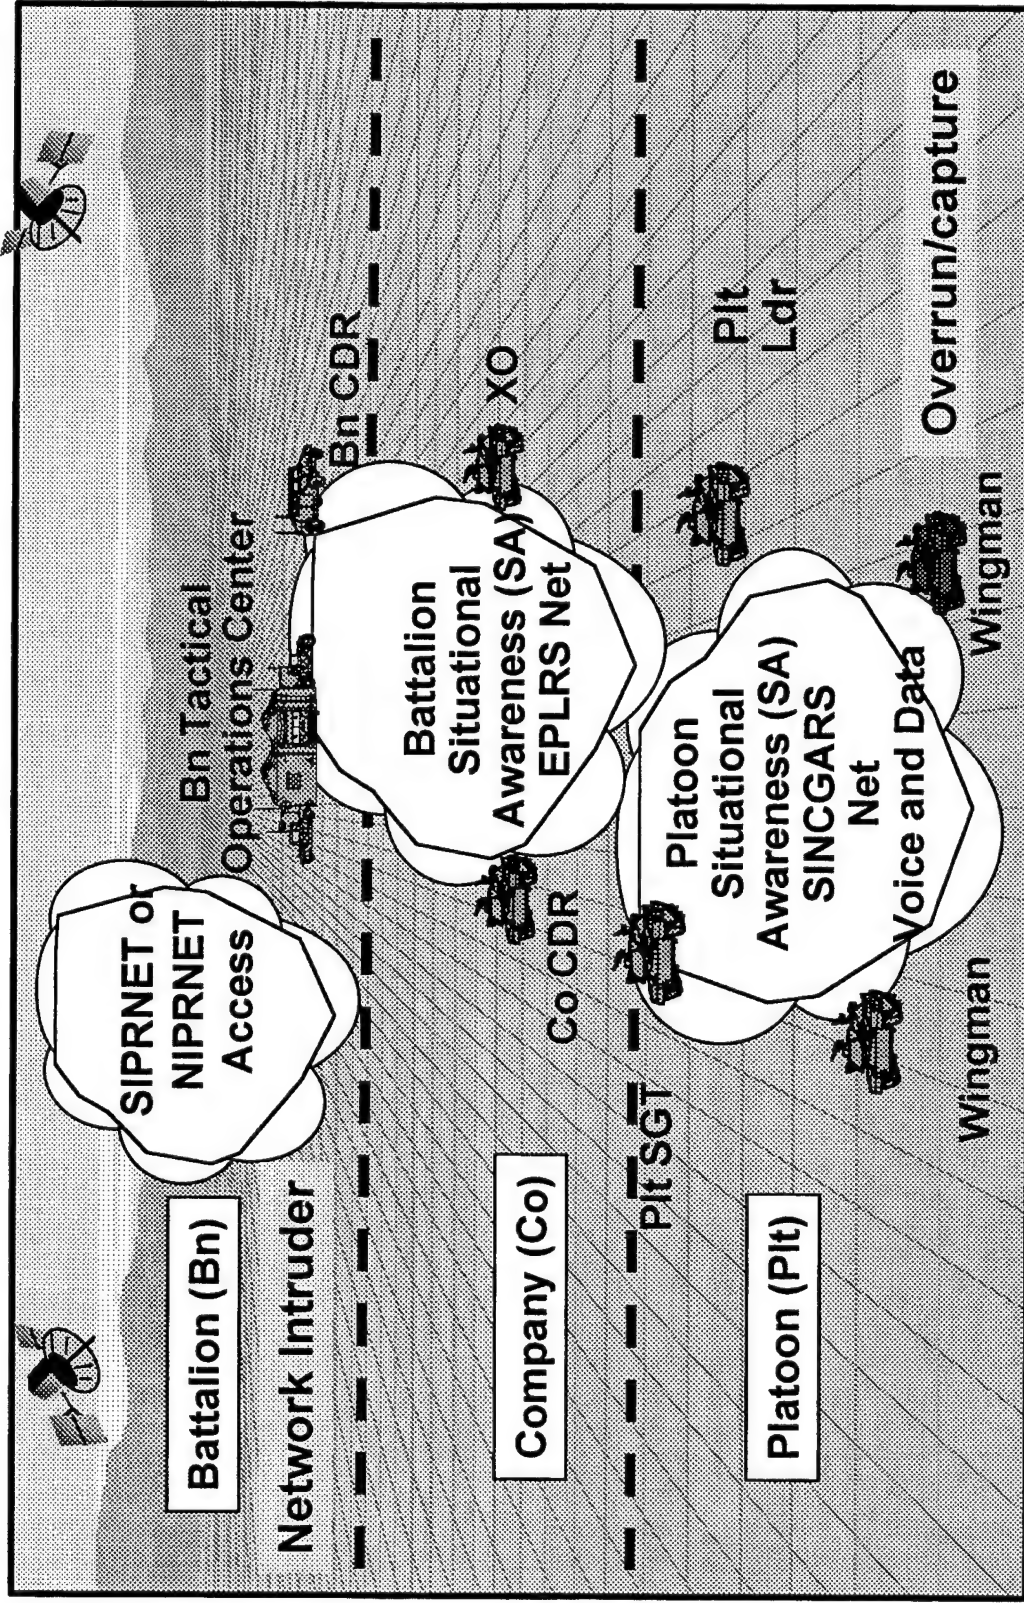 Battalion (Bn)
Network Intruder
SIPRNET or
NIPRNET
Access
Bn Tactical
Operations Center
Bn CDR
Company (Co)
Co CDR
Battalion
Situational
Awareness (SA)
EPLRS Net
XO
Platoon (Plt)
Plt SGT
Platoon
Situational
Awareness (SA)
SINCGARS
Net
Voice and Data
Plt
Ldr
Wingman
Wingman
Overrun/capture